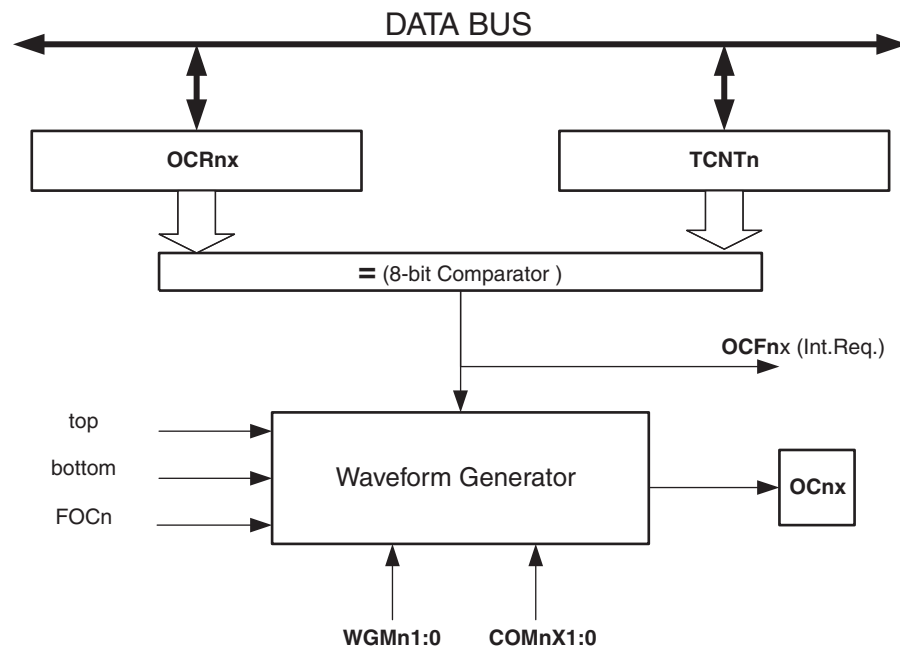 DATA BUS
OCRnx
TCNTn
= (8-bit Comparator )
OCFnx (Int.Req.)
top
bottom
FOCn
Waveform Generator
OCnx
WGMn1:0
COMnX1:0